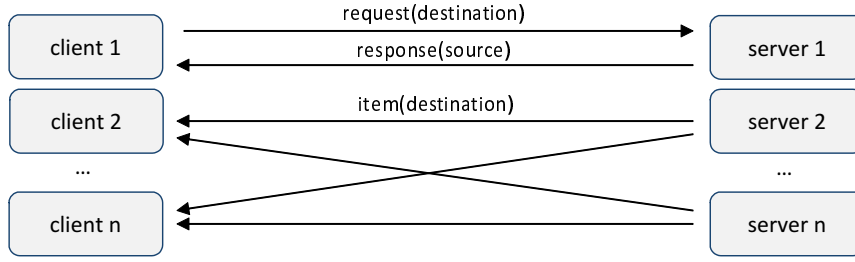 request(destination)
client 1
response(source)
server 1
item(destination)
client 2
server 2
...
...
client n
server n